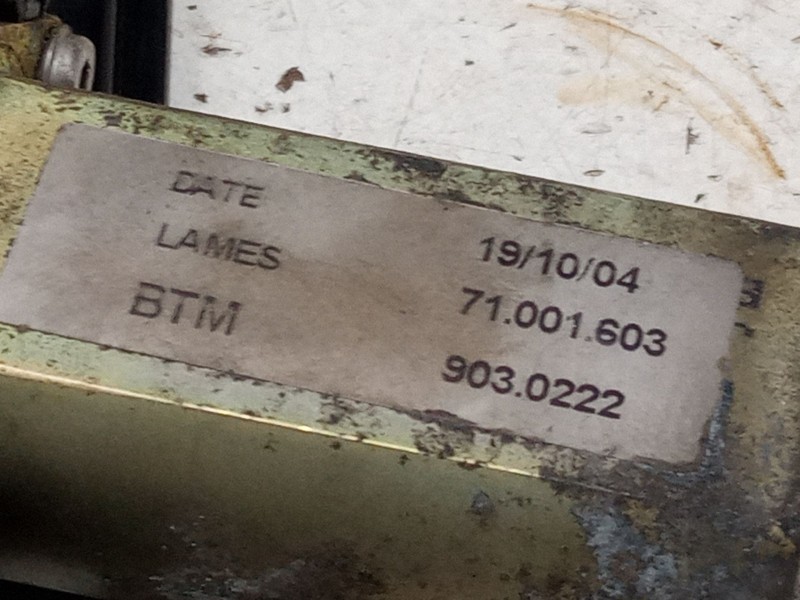 DATE 19/10/04
LAMES 71.001.603
BTM 903.0222